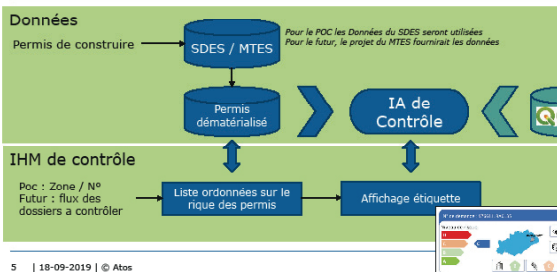 Données
Pour le POC les Données du SDES seront utilisées
Pour le futur, le projet du MTES fournirait les données
Permis de construire
SDES / MTES
Permis
dématérialisé
IA de
Contrôle
IHM de contrôle
Poc : Zone / Nº
Futur : flux des
dossiers a contrôler
Liste ordonnées sur le
rique des permis
Affichage étiquette
5 | 18-09-2019 | © Atos